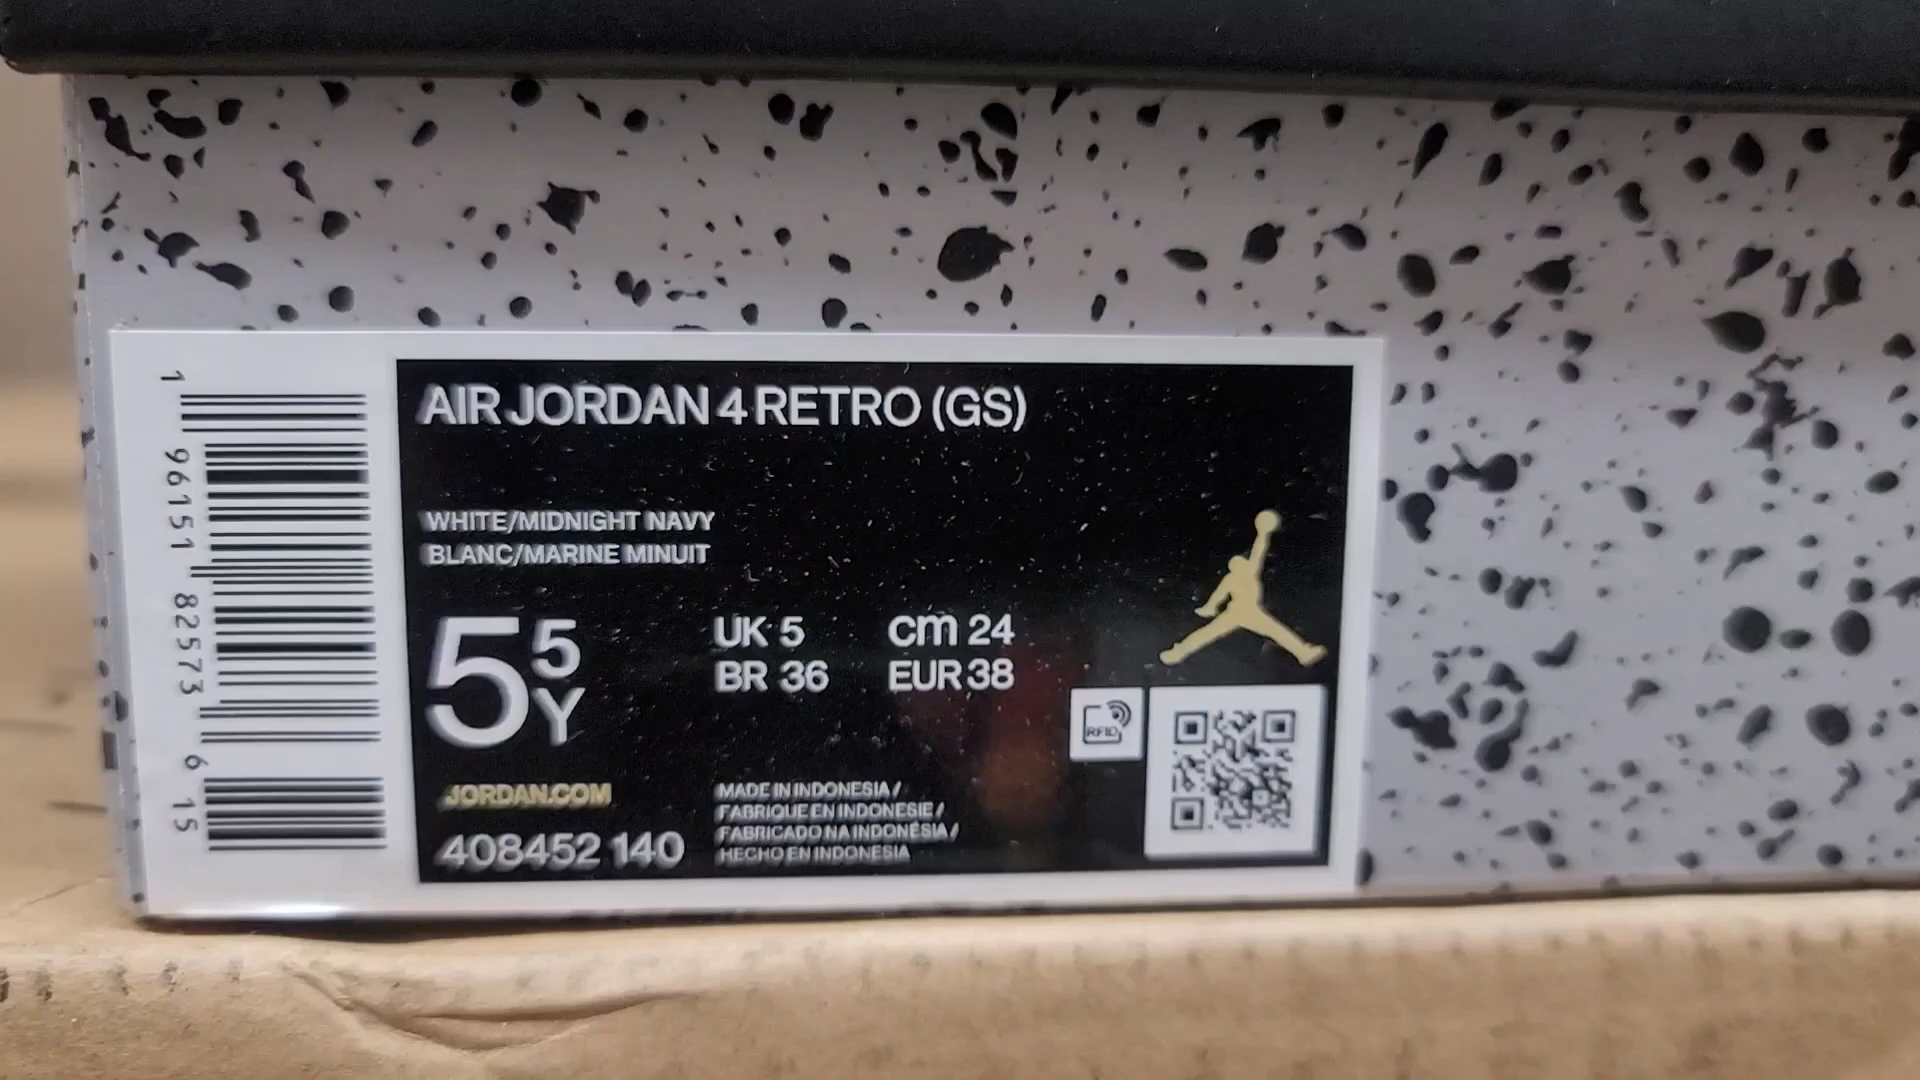 AIR JORDAN 4 RETRO (GS)
WHITE/MIDNIGHT NAVY
BLANC/MARINE MINUIT
5 5Y
UK 5 cm 24
BR 36 EUR 38
JORDAN.COM
408452 140
MADE IN INDONESIA /
FABRIQUE EN INDONESIE /
FABRICADO NA INDONÉSIA /
HECHO EN INDONESIA
RFID
1 96151 82573 6 15